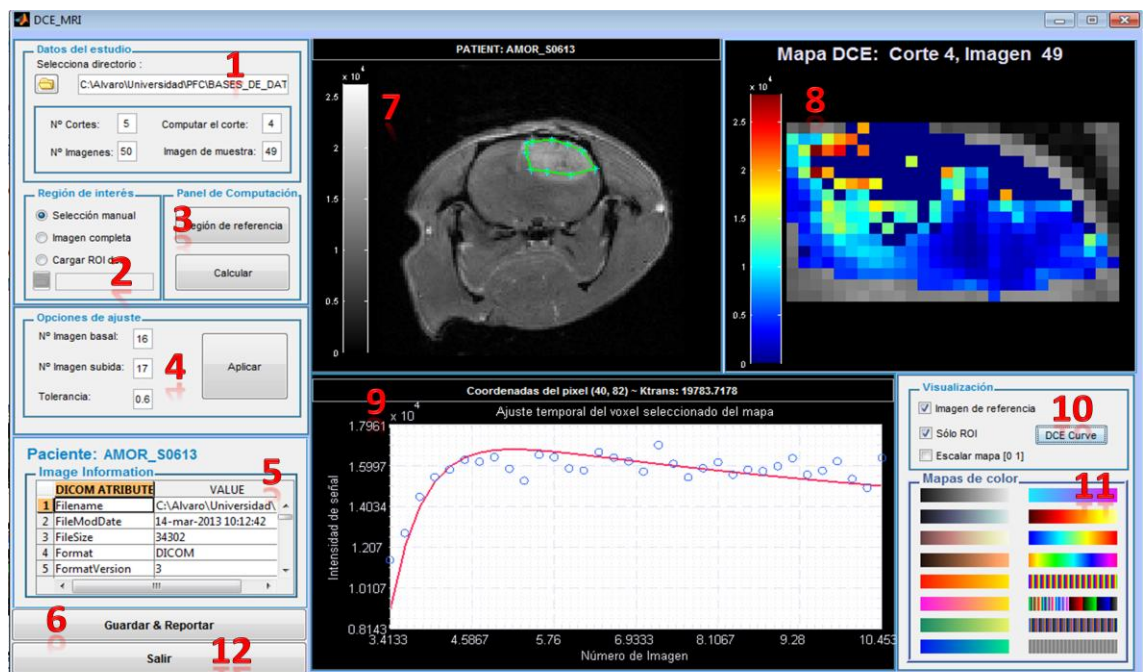 DCE_MRI
Datos del estudio
1
Selecciona directorio :
C:\Alvaro\Universidad\PFC\BASES_DE_DAT
Nº Cortes: 5 Computar el corte: 4
Nº Imagenes: 50 Imagen de muestra: 49
Región de interés
Selección manual
Imagen completa
Cargar ROI de
2
Panel de Computación
3
Región de referencia
Calcular
Opciones de ajuste
Nº Imagen basal: 16
Nº Imagen subida: 17
Tolerancia: 0.6
4
Aplicar
Paciente: AMOR_S0613
Image Information
5
DICOM ATRIBUTE VALUE
1 Filename C:\Alvaro\Universidad\
2 FileModDate 14-mar-2013 10:12:42
3 FileSize 34302
4 Format DICOM
5 FormatVersion 3
6
Guardar & Reportar
Salir
12
PATIENT: AMOR_S0613
x 10⁴
7
2.5
2
1.5
1
0.5
0
Mapa DCE: Corte 4, Imagen 49
x 10⁴
8
2.5
2
1.5
1
0.5
0
Coordenadas del pixel (40, 82) ~ Ktrans: 19783.7178
9
x 10⁴
Ajuste temporal del voxel seleccionado del mapa
Intensidad de señal
1.7961
1.5997
1.4034
1.207
1.0107
0.8143
3.4133 4.5867 5.76 6.9333 8.1067 9.28 10.453
Número de Imagen
Visualización
Imagen de referencia
10
Sólo ROI
DCE Curve
Escalar mapa [0 1]
Mapas de color
11